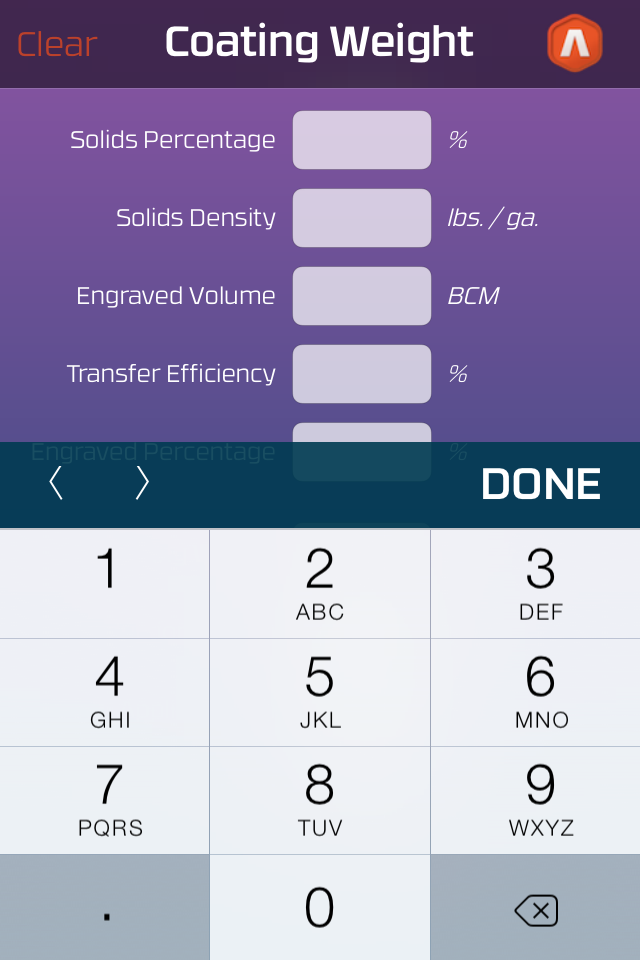 Clear Coating Weight
Solids Percentage %
Solids Density lbs. / ga.
Engraved Volume BCM
Transfer Efficiency %
Engraved Percentage %
DONE
1 2 3
ABC DEF
4 5 6
GHI JKL MNO
7 8 9
PQRS TUV WXYZ
. 0